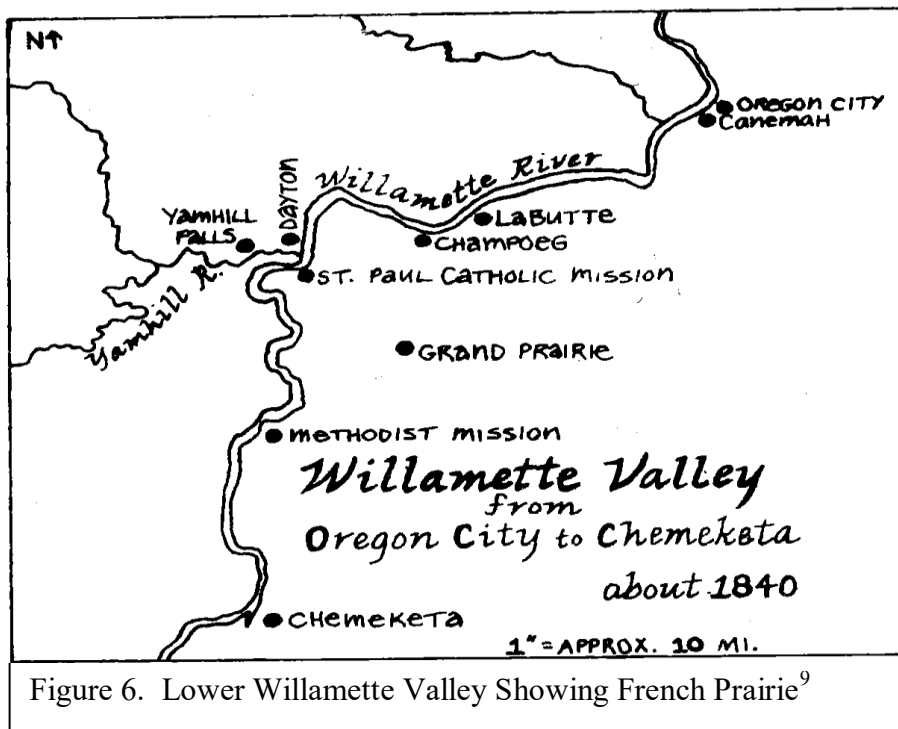 N↑
OREGON CITY
CANEMAH
Willamette River
DAYTON
YAMHILL
FALLS
LABUTTE
CHAMPOEG
ST. PAUL CATHOLIC MISSION
Yamhill R.
GRAND PRAIRIE
METHODIST MISSION
Willamette Valley
from
Oregon City to Chemeketa
about 1840
CHEMEKETA
1"=APPROX. 10 MI.
Figure 6. Lower Willamette Valley Showing French Prairie⁹